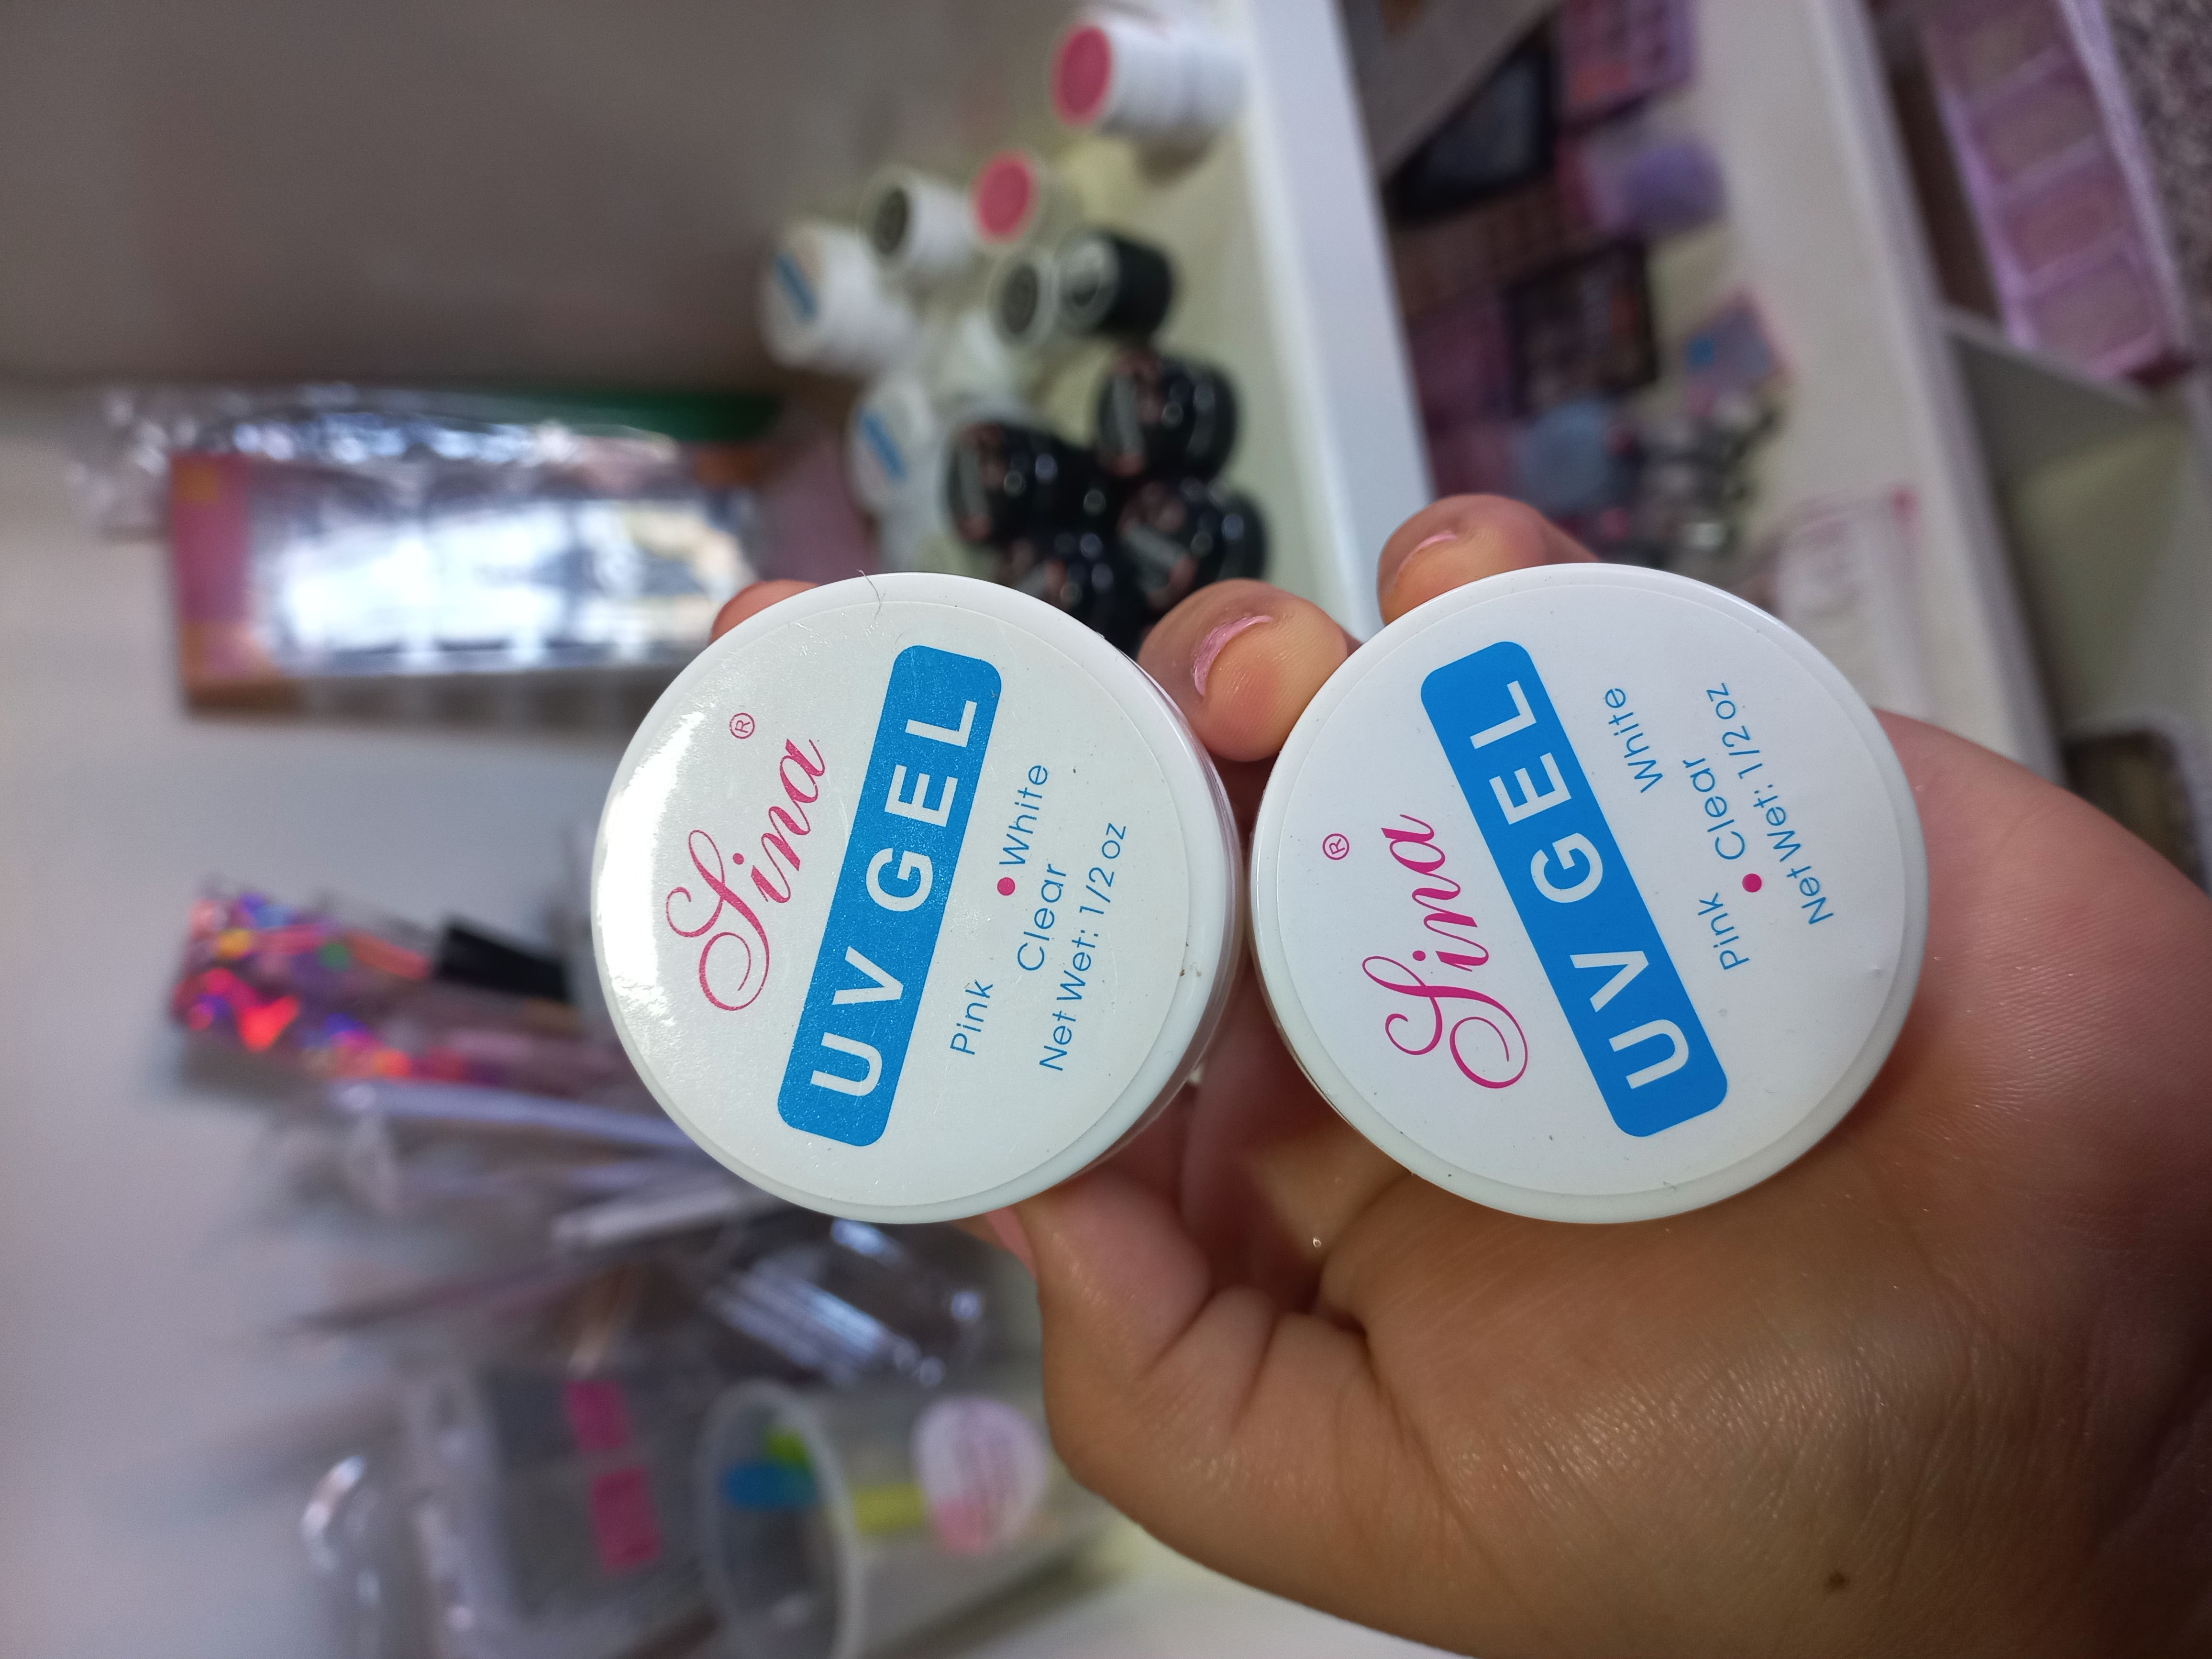 Sina®
UV GEL
Pink • White
Clear
Net Wet: 1/2 oz
Sina®
UV GEL
White
Pink • Clear
Net Wet: 1/2 oz